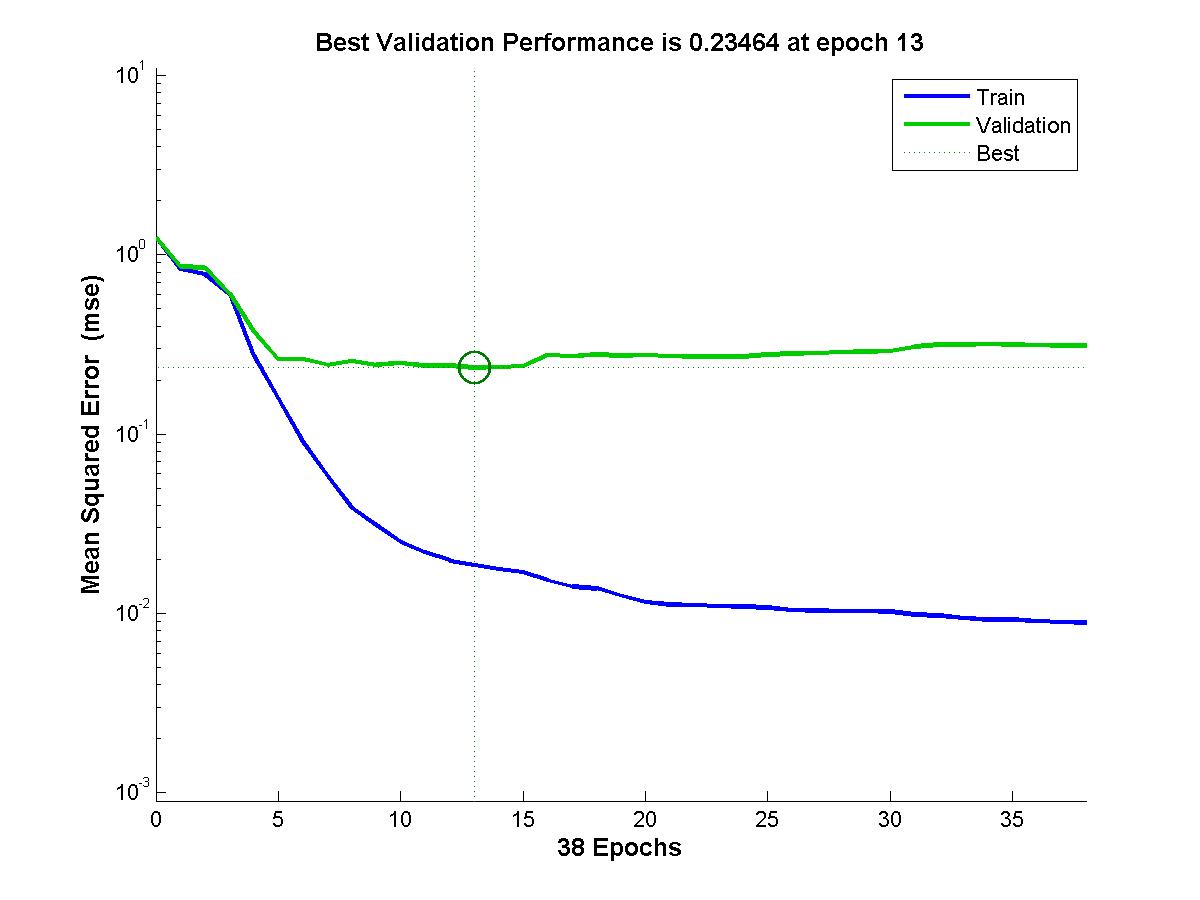 Best Validation Performance is 0.23464 at epoch 13
10^1
10^0
10^-1
10^-2
10^-3
Mean Squared Error (mse)
Train
Validation
Best
0 5 10 15 20 25 30 35
38 Epochs